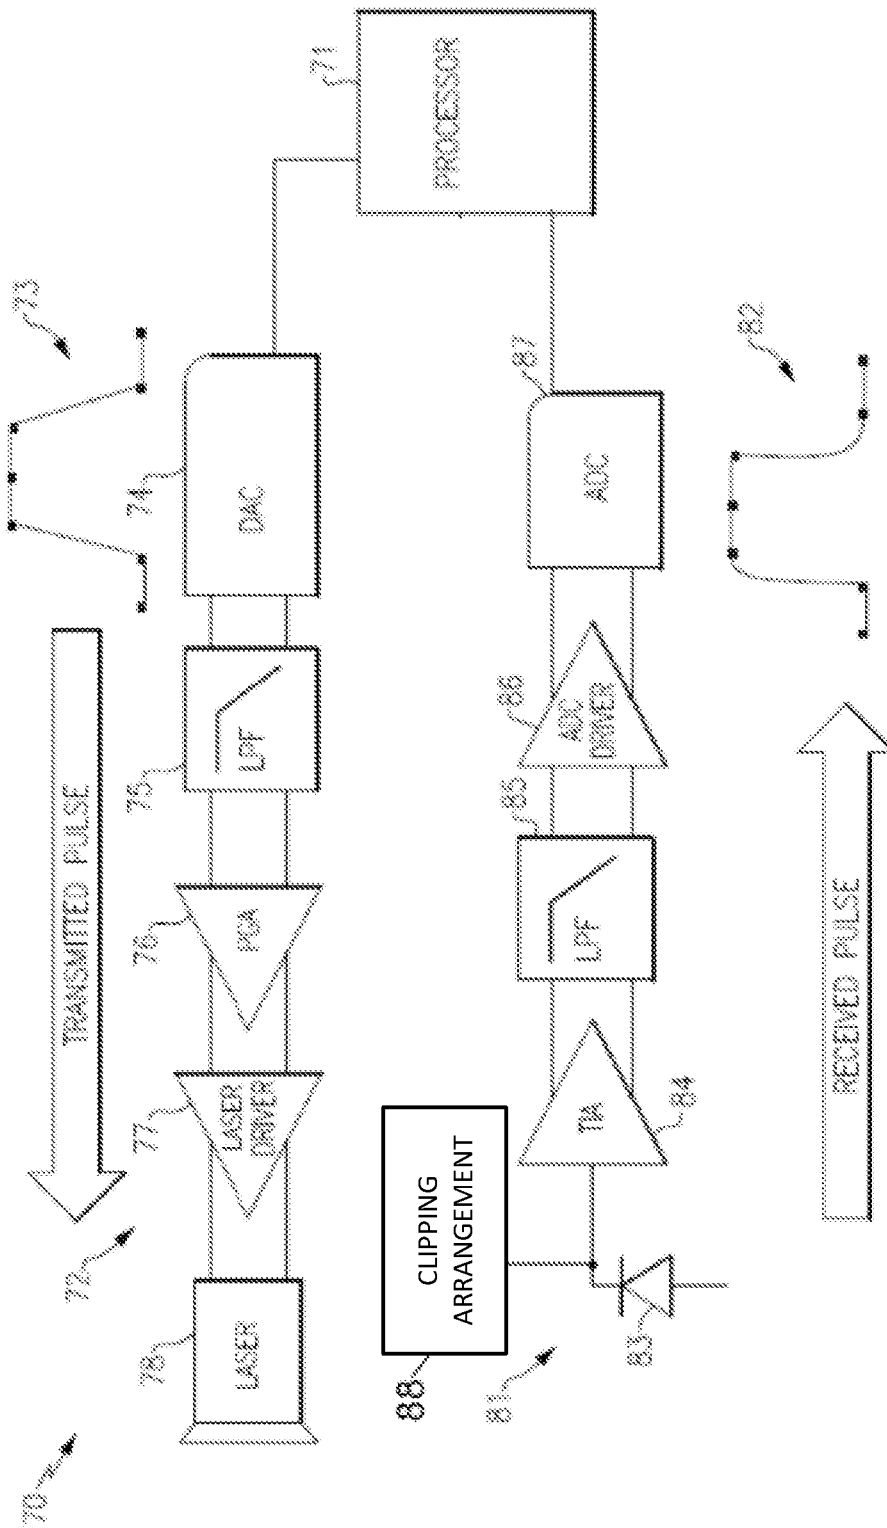 70
72
TRANSMITTED PULSE
73
78
LASER
77
LASER
DRIVER
76
PGA
75
LPF
74
DAC
71
PROCESSOR
88
CLIPPING
ARRANGEMENT
81
83
TIA
84
85
LPF
86
ADC
DRIVER
87
ADC
82
RECEIVED PULSE